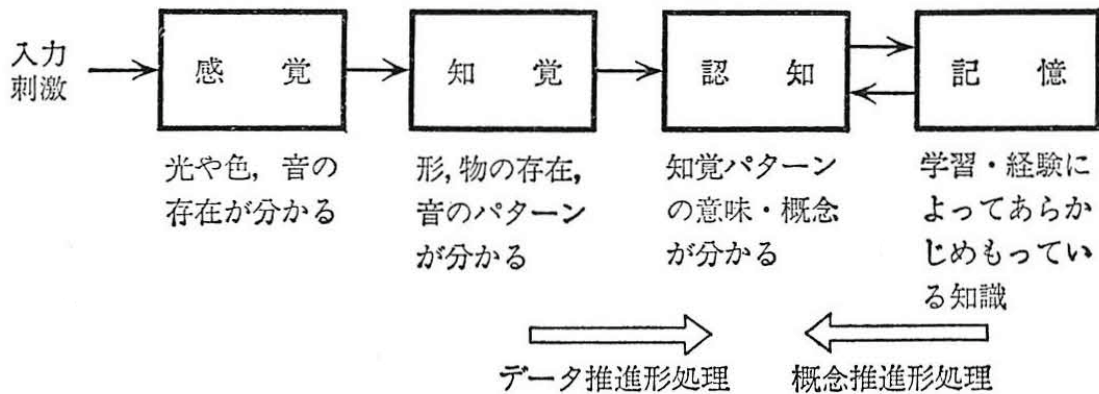 入力
刺激
感覚
知覚
認知
記憶
光や色，音の
存在が分かる
形，物の存在，
音のパターン
が分かる
知覚パターン
の意味・概念
が分かる
学習・経験に
よってあらか
じめもってい
る知識
データ推進形処理
概念推進形処理